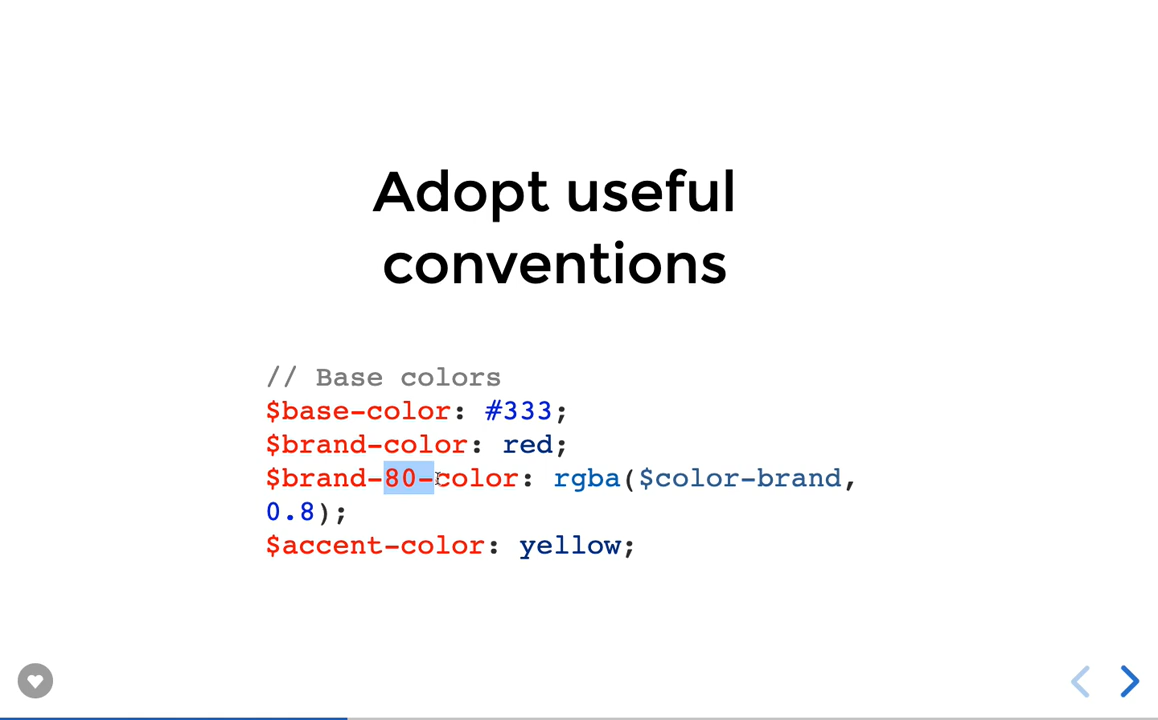 Adopt useful
conventions
// Base colors
$base-color: #333;
$brand-color: red;
$brand-80-color: rgba($color-brand,
0.8);
$accent-color: yellow;